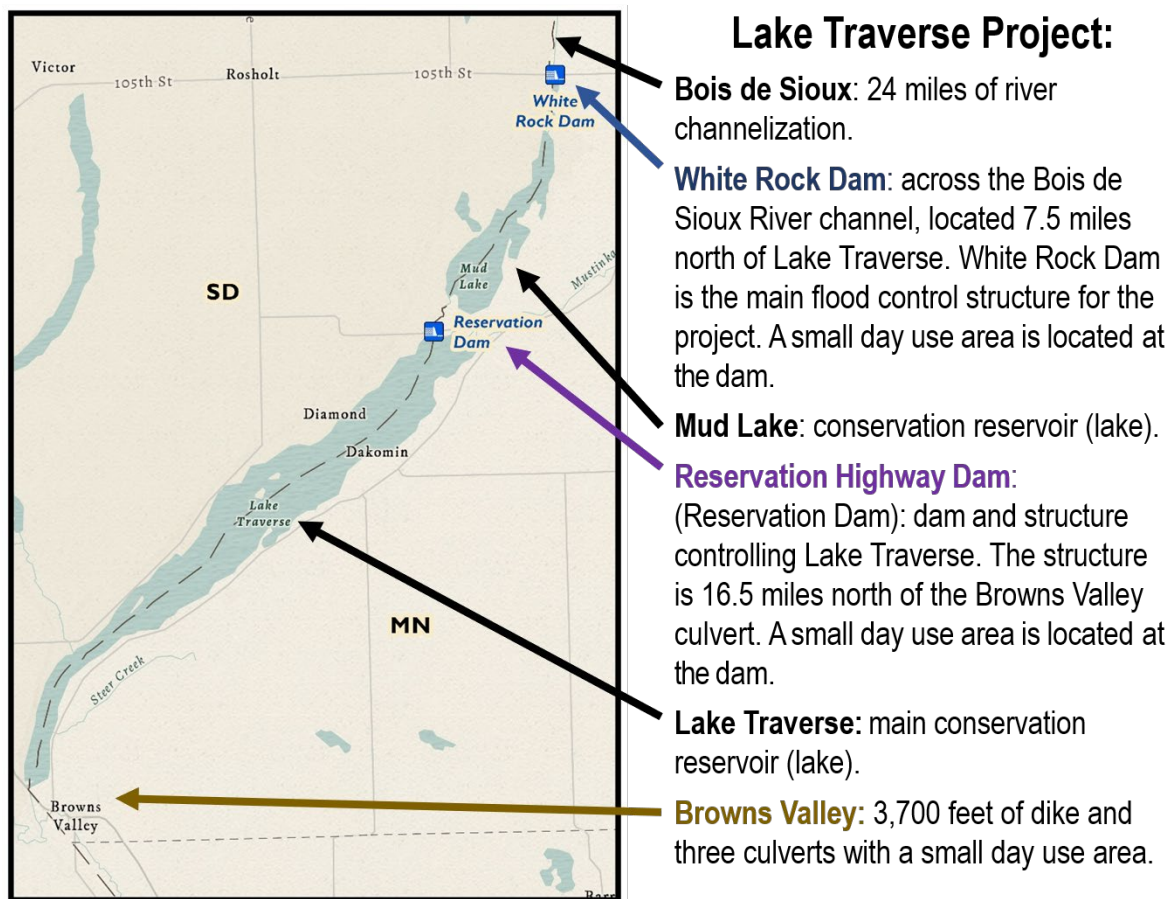 Lake Traverse Project:
Bois de Sioux: 24 miles of river
channelization.
White Rock Dam: across the Bois de
Sioux River channel, located 7.5 miles
north of Lake Traverse. White Rock Dam
is the main flood control structure for the
project. A small day use area is located at
the dam.
Mud Lake: conservation reservoir (lake).
Reservation Highway Dam:
(Reservation Dam): dam and structure
controlling Lake Traverse. The structure
is 16.5 miles north of the Browns Valley
culvert. A small day use area is located at
the dam.
Lake Traverse: main conservation
reservoir (lake).
Browns Valley: 3,700 feet of dike and
three culverts with a small day use area.
Victor
105th St
Rosholt
105th St
White
Rock Dam
Mustinka
Mud
Lake
SD
Reservation
Dam
Diamond
Dakomin
Lake
Traverse
MN
Steer Creek
Browns
Valley